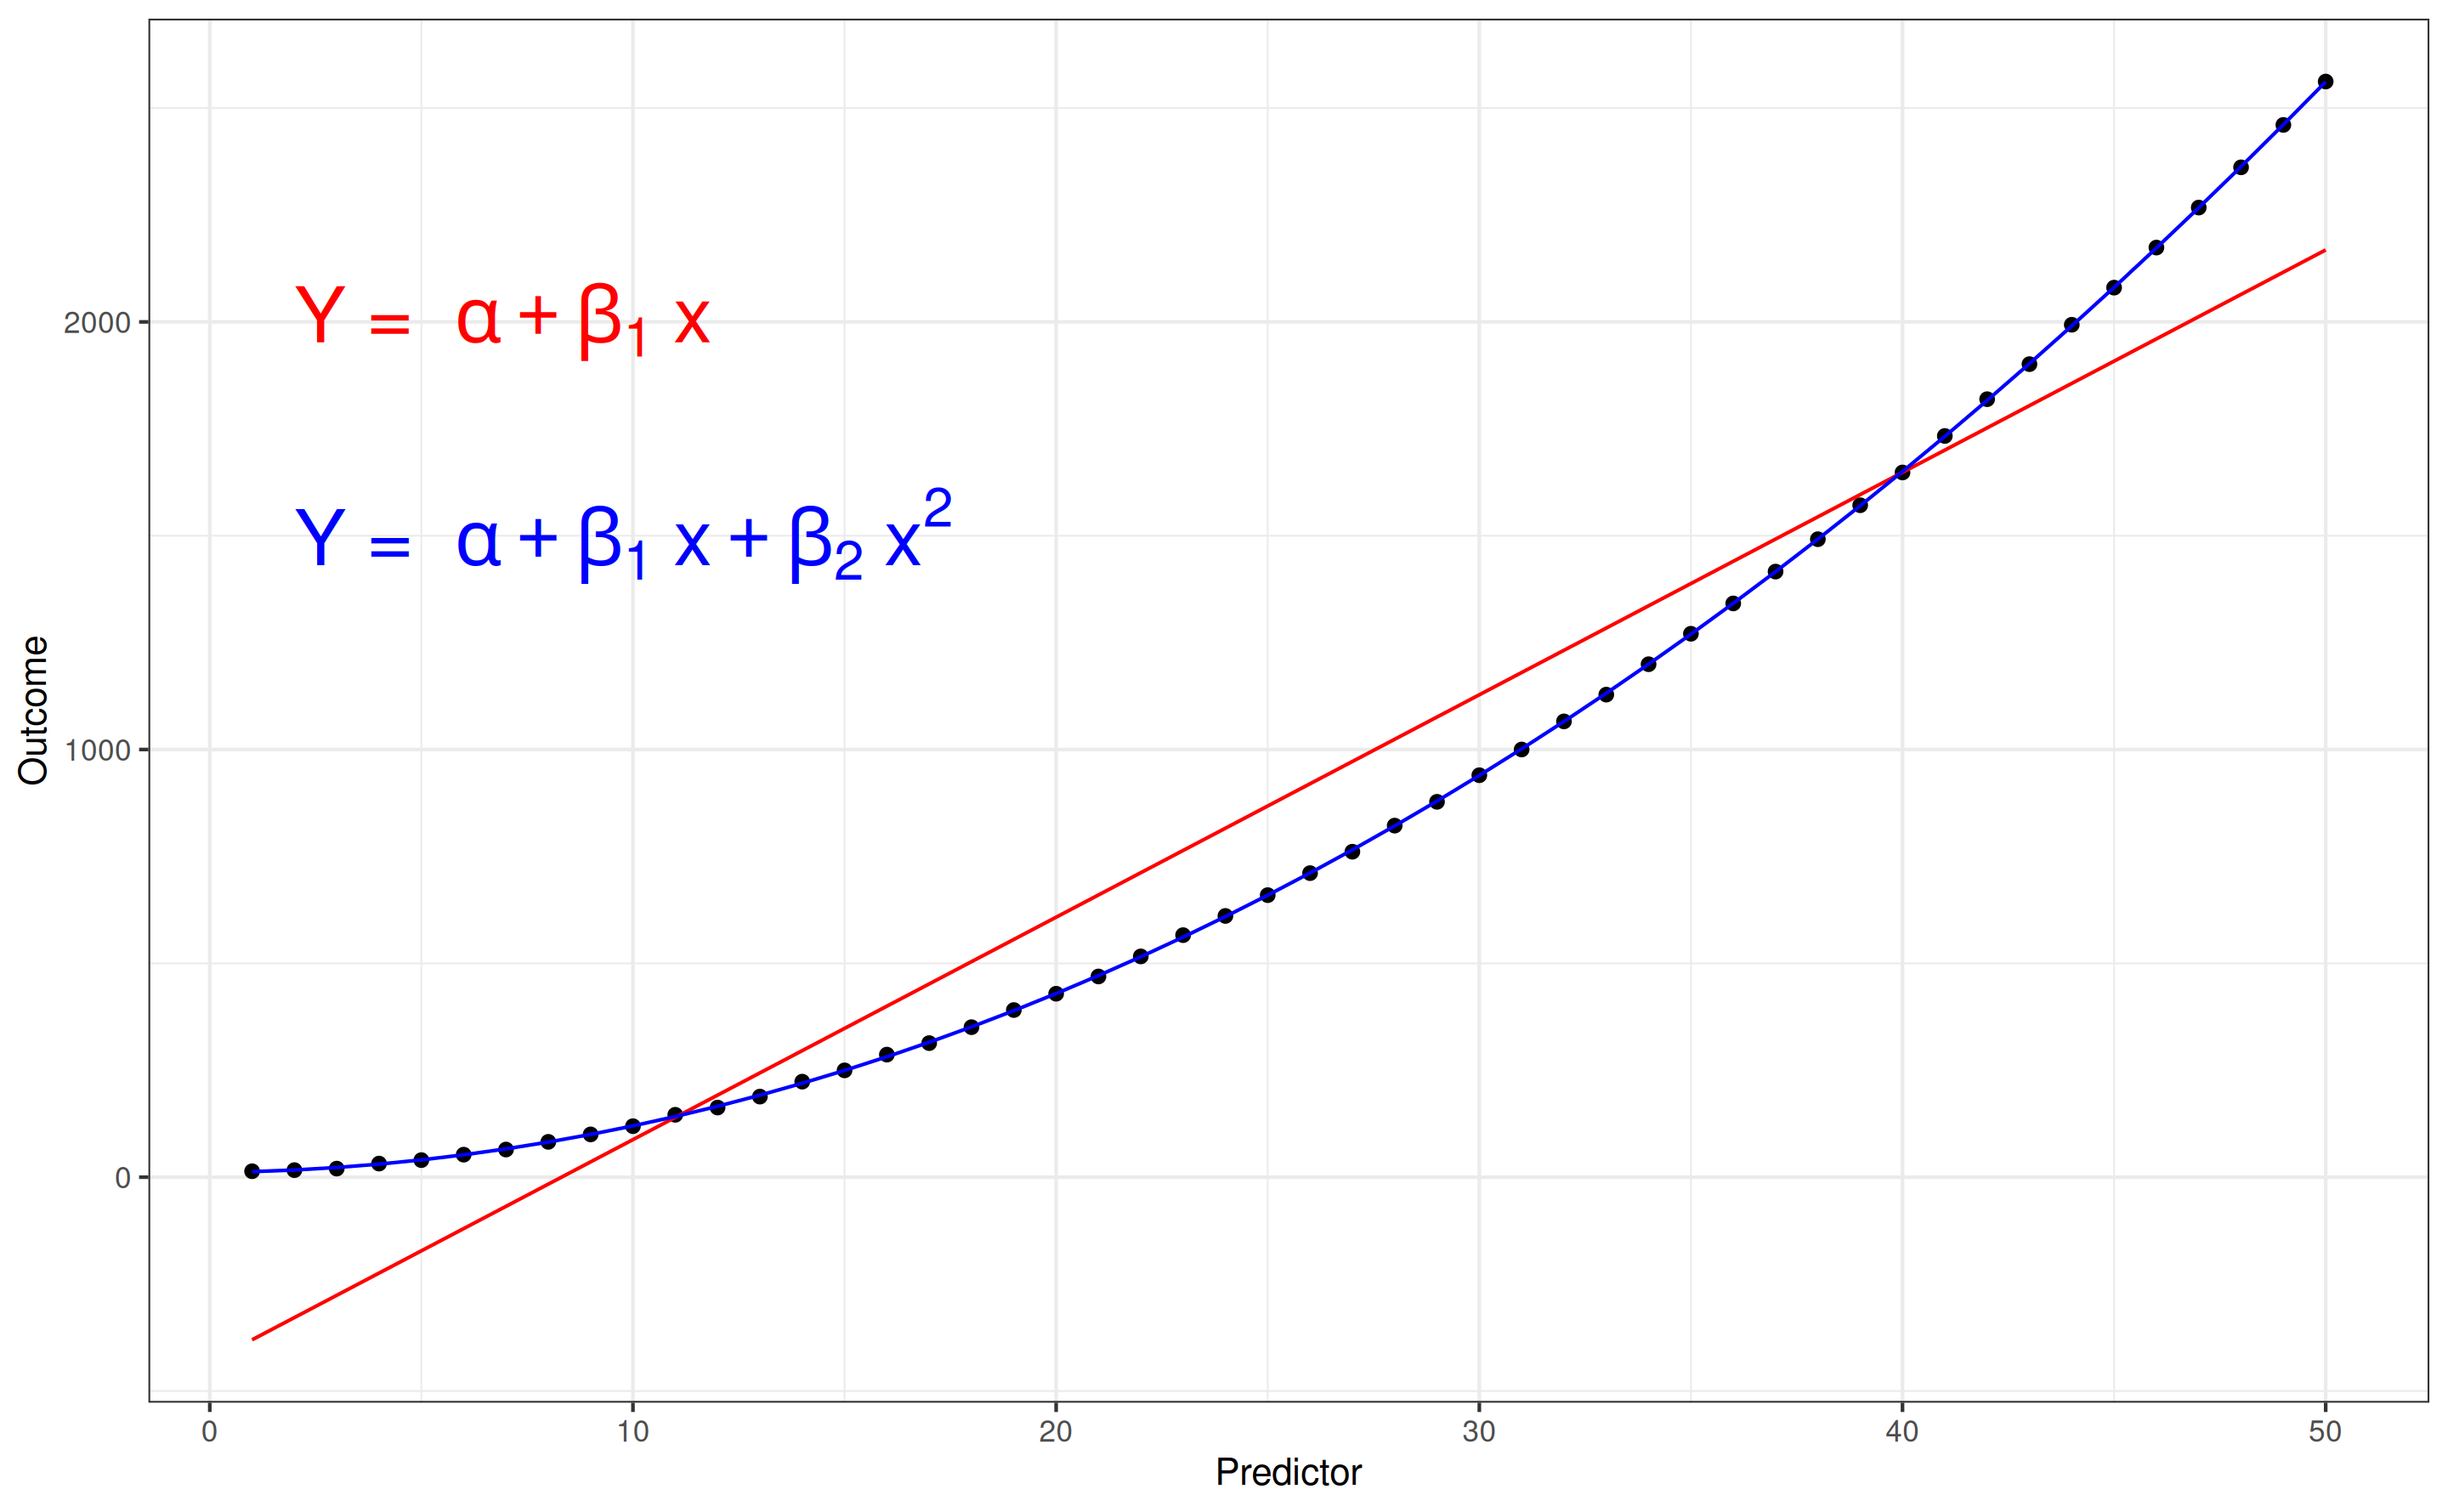 Y = α + β₁ x
Y = α + β₁ x + β₂ x²
Outcome
2000
1000
0
0 10 20 30 40 50
Predictor